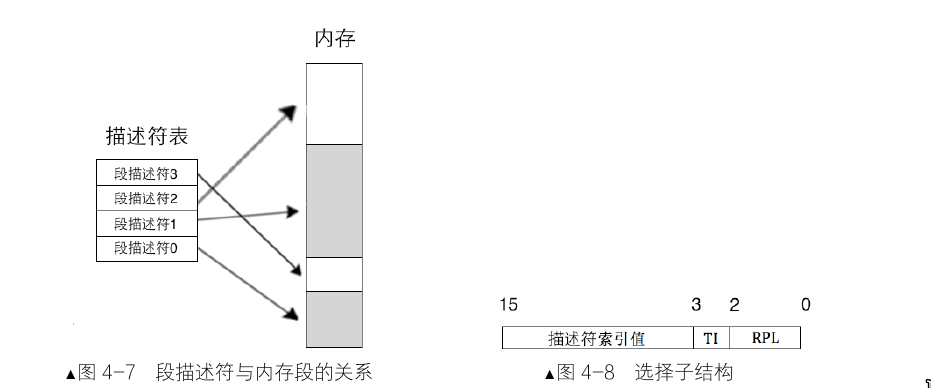 内存
描述符表
段描述符3
段描述符2
段描述符1
段描述符0
▲图 4-7 段描述符与内存段的关系
15 3 2 0
描述符索引值 TI RPL
▲图 4-8 选择子结构